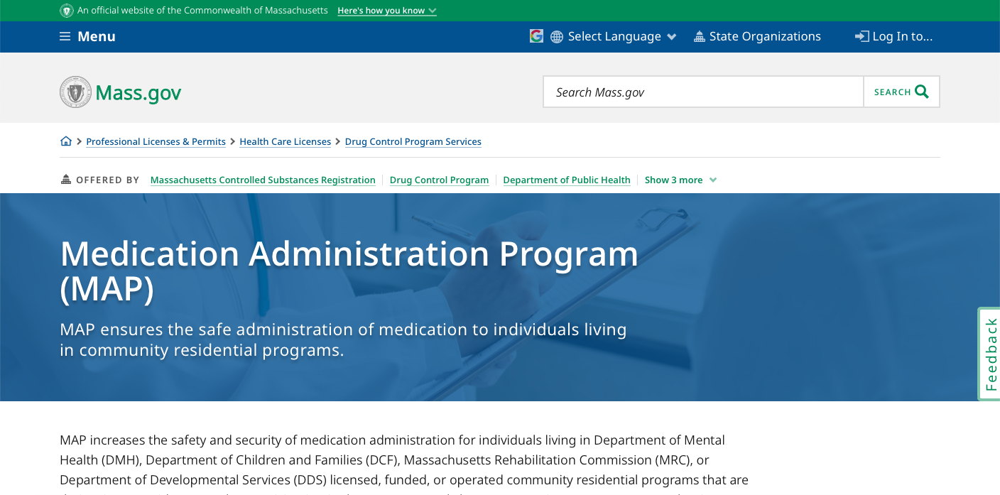 An official website of the Commonwealth of Massachusetts Here's how you know
Menu Select Language State Organizations Log In to...
Mass.gov Search Mass.gov SEARCH
Professional Licenses & Permits Health Care Licenses Drug Control Program Services
OFFERED BY Massachusetts Controlled Substances Registration Drug Control Program Department of Public Health Show 3 more
Medication Administration Program
(MAP)
MAP ensures the safe administration of medication to individuals living
in community residential programs.
Feedback
MAP increases the safety and security of medication administration for individuals living in Department of Mental
Health (DMH), Department of Children and Families (DCF), Massachusetts Rehabilitation Commission (MRC), or
Department of Developmental Services (DDS) licensed, funded, or operated community residential programs that are